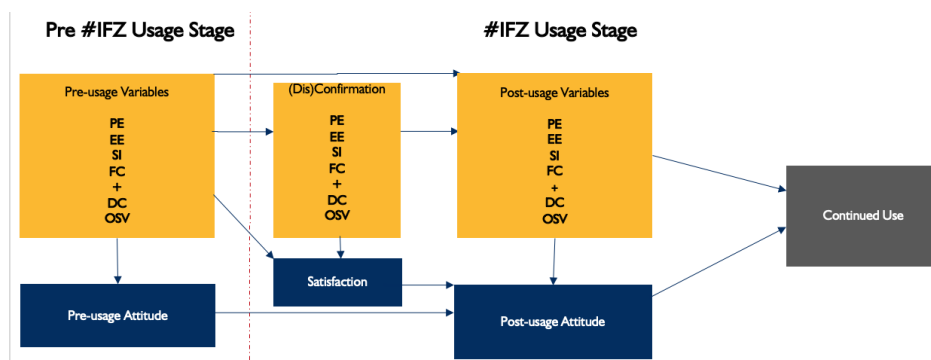 Pre #IFZ Usage Stage
#IFZ Usage Stage
Pre-usage Variables
PE
EE
SI
FC
+
DC
OSV
(Dis)Confirmation
PE
EE
SI
FC
+
DC
OSV
Post-usage Variables
PE
EE
SI
FC
+
DC
OSV
Continued Use
Satisfaction
Pre-usage Attitude
Post-usage Attitude